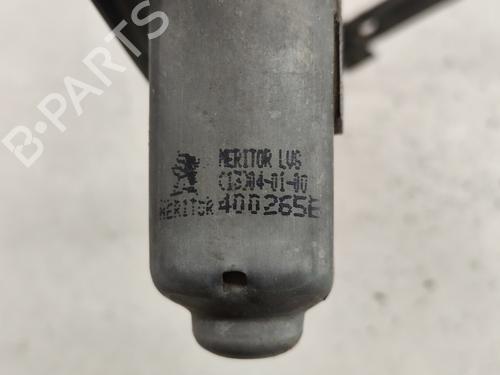 B-PARTS
MERITOR LVS
C(13)04-01-00
MERITOR 400265E